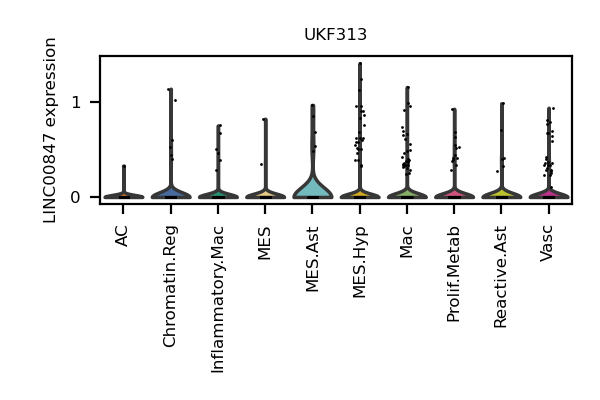 UKF313
LINC00847 expression
1
0
AC
Chromatin.Reg
Inflammatory.Mac
MES
MES.Ast
MES.Hyp
Mac
Prolif.Metab
Reactive.Ast
Vasc